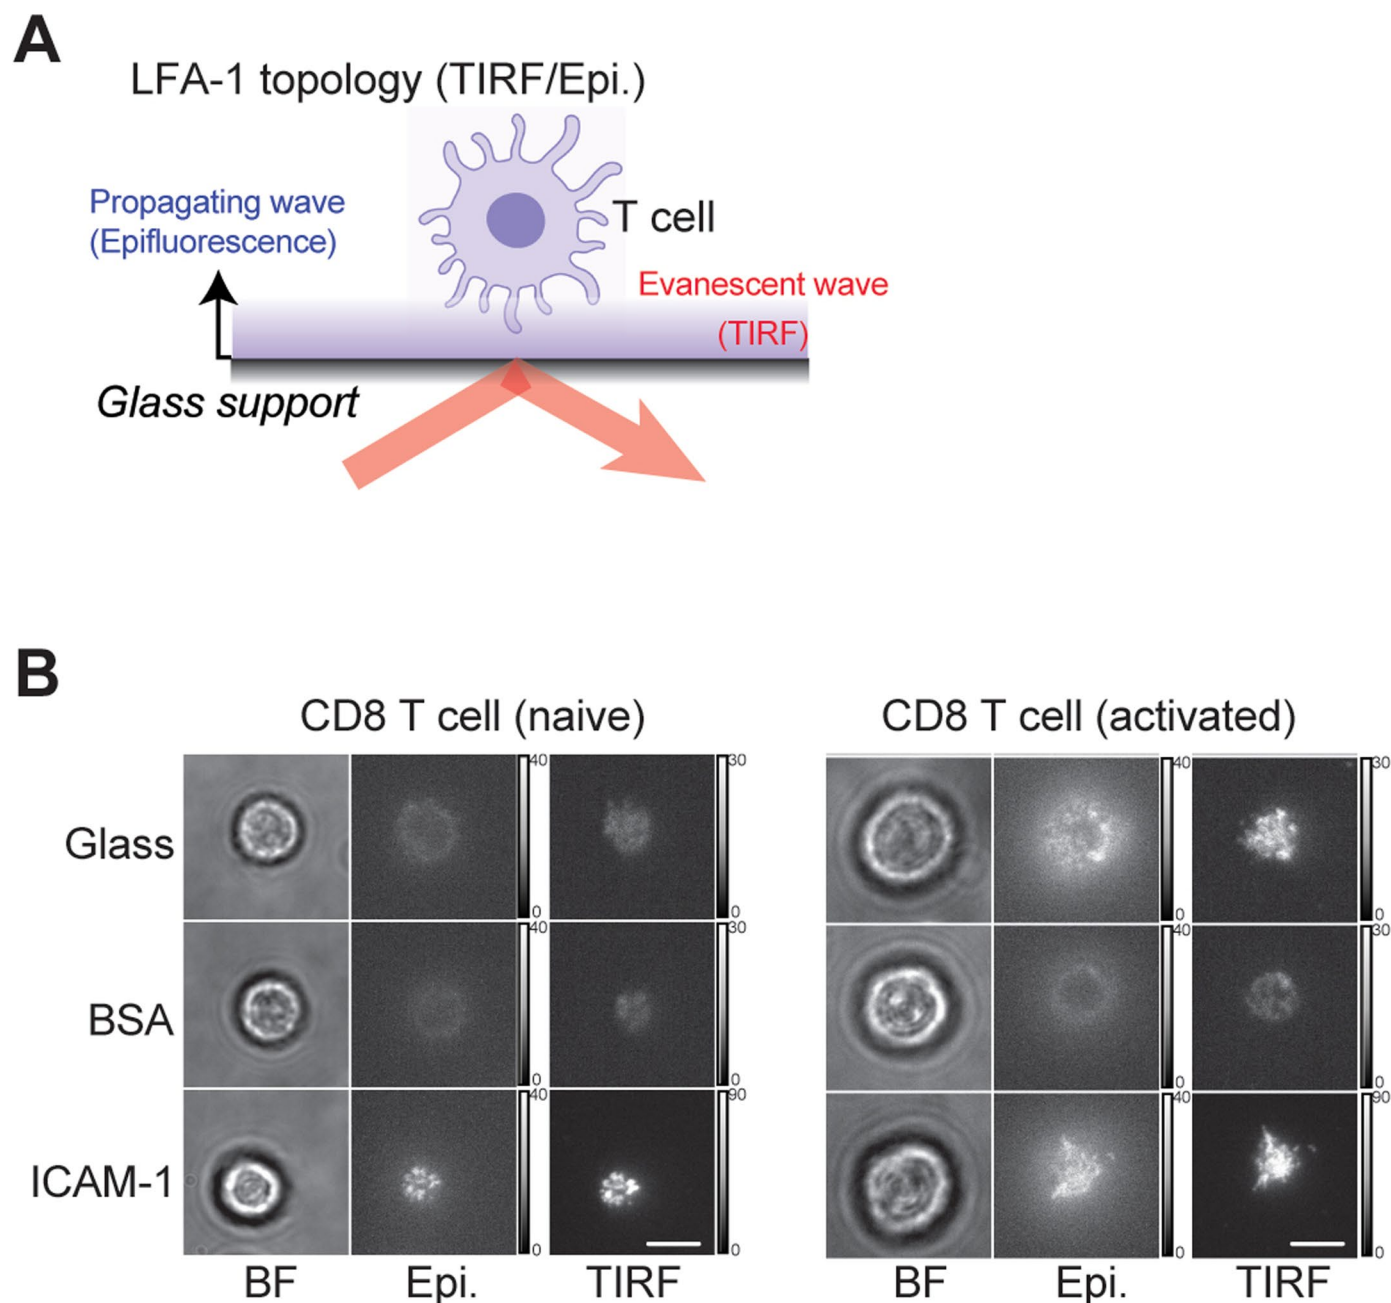 A
LFA-1 topology (TIRF/Epi.)
Propagating wave
(Epifluorescence)
T cell
Evanescent wave
(TIRF)
Glass support
B
CD8 T cell (naive)
CD8 T cell (activated)
Glass
40
0
30
0
40
0
30
0
BSA
40
0
30
0
40
0
30
0
ICAM-1
40
0
90
0
40
0
90
0
BF
Epi.
TIRF
BF
Epi.
TIRF